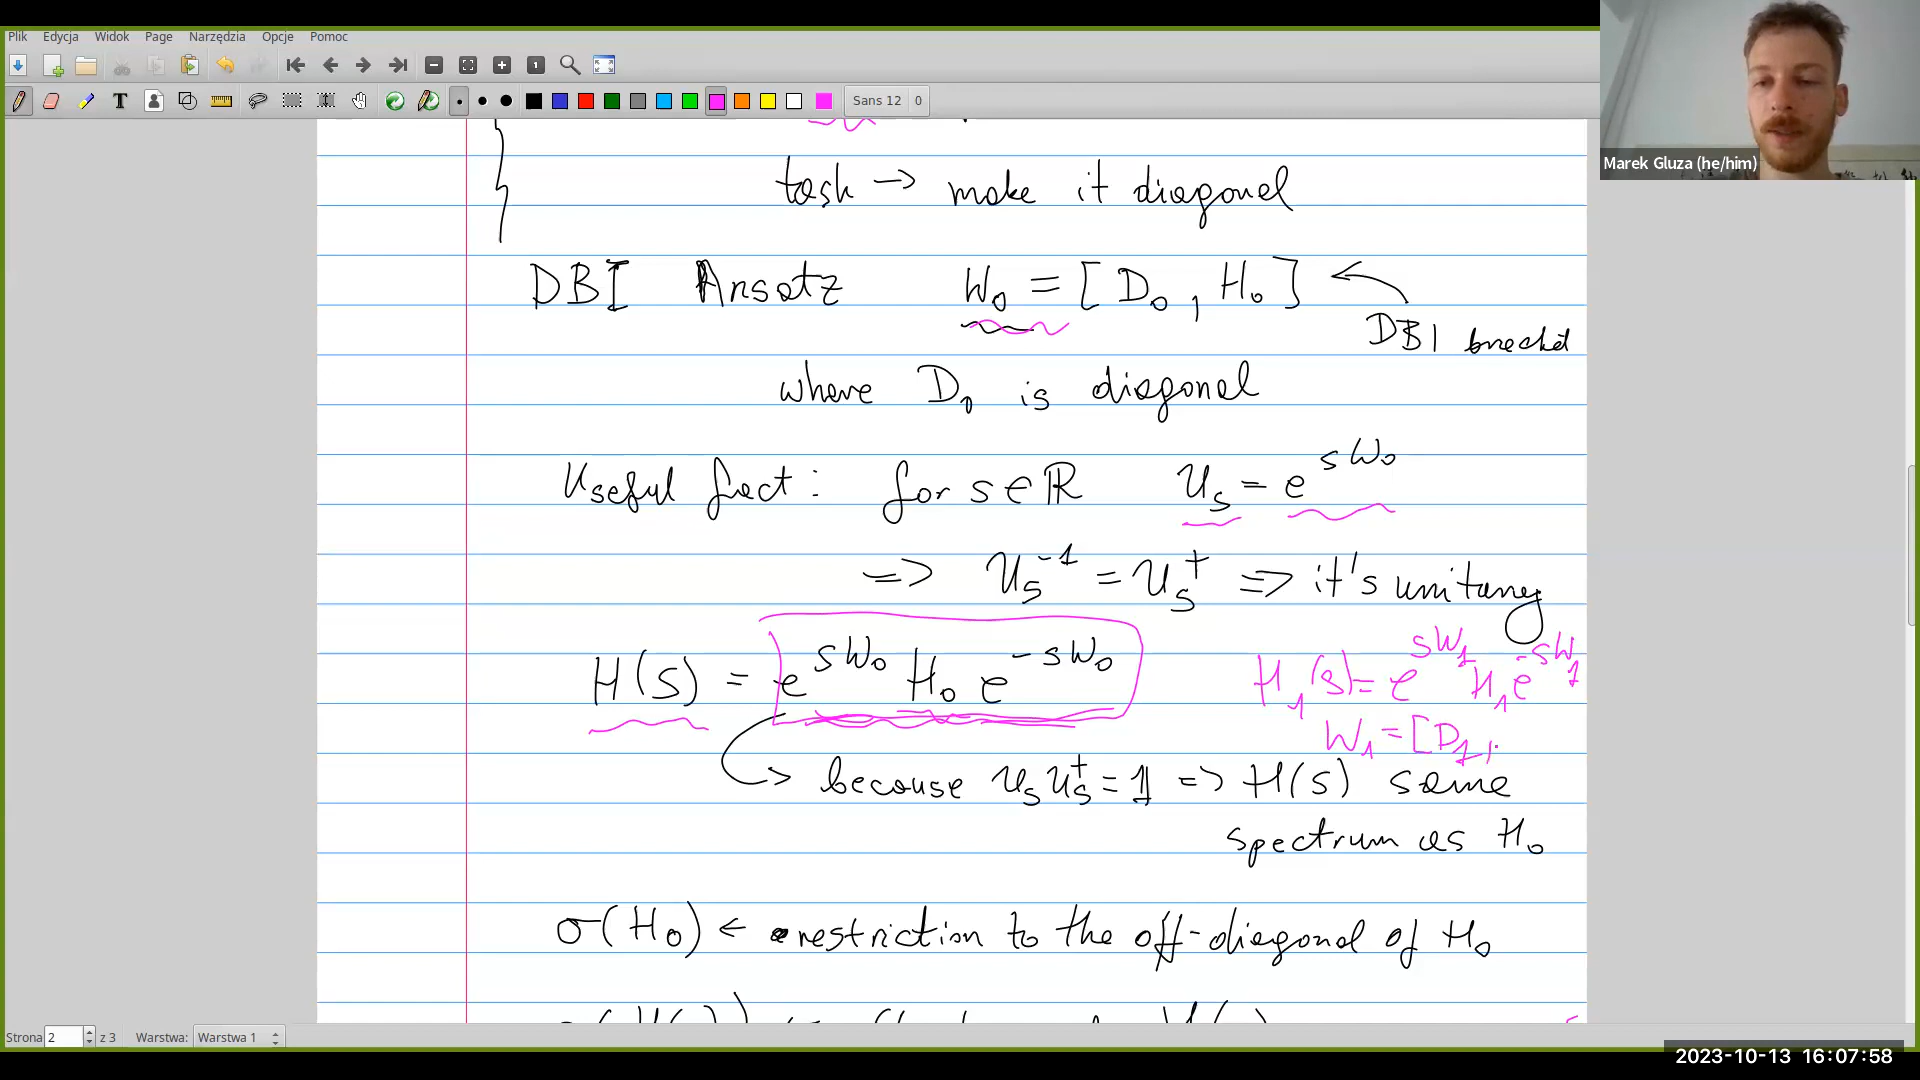 Plik Edycja Widok Page Narzędzia Opcje Pomoc
Sans 12 0
Marek Gluza (he/him)
task → make it diagonal
DBI Ansatz W₀ = [ D₀ , H₀ ] ←
DBI bracket
where D₀ is diagonal
Useful fact : for s ∈ ℝ U_s = e^{sW₀}
=> U_s^{-1} = U_s^† => it's unitary
H(s) = e^{sW₀} H₀ e^{-sW₀}
H₁(s) = e^{sW₁} H₁ e^{-sW₁}
W₁ = [D₁,
↳ because U_s U_s^† = 𝟙 => H(s) same
spectrum as H₀
σ(H₀) ← restriction to the off-diagonal of H₀
Strona 2 z 3 Warstwa: Warstwa 1
2023-10-13 16:07:58